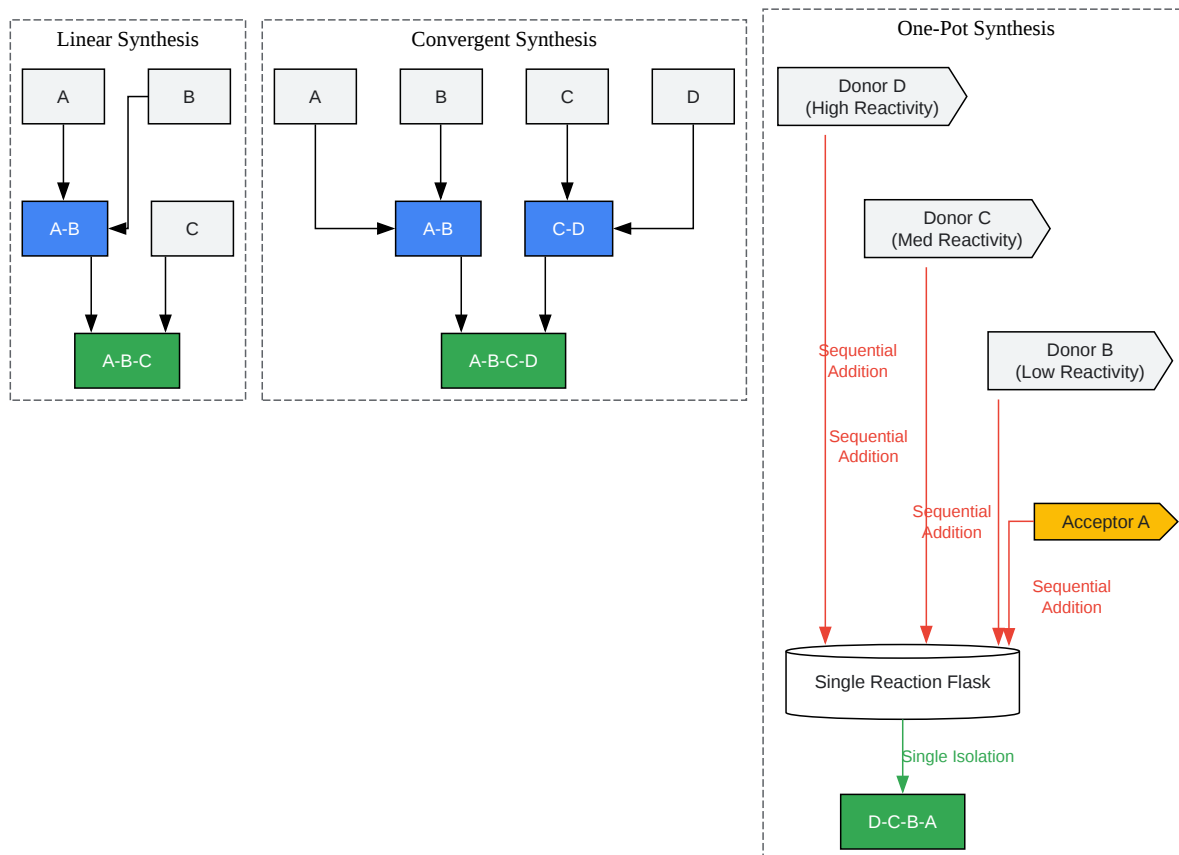 Linear Synthesis
A
B
A-B
C
A-B-C
Convergent Synthesis
A
B
C
D
A-B
C-D
A-B-C-D
One-Pot Synthesis
Donor D
(High Reactivity)
Donor C
(Med Reactivity)
Donor B
(Low Reactivity)
Sequential
Addition
Sequential
Addition
Sequential
Addition
Acceptor A
Sequential
Addition
Single Reaction Flask
Single Isolation
D-C-B-A